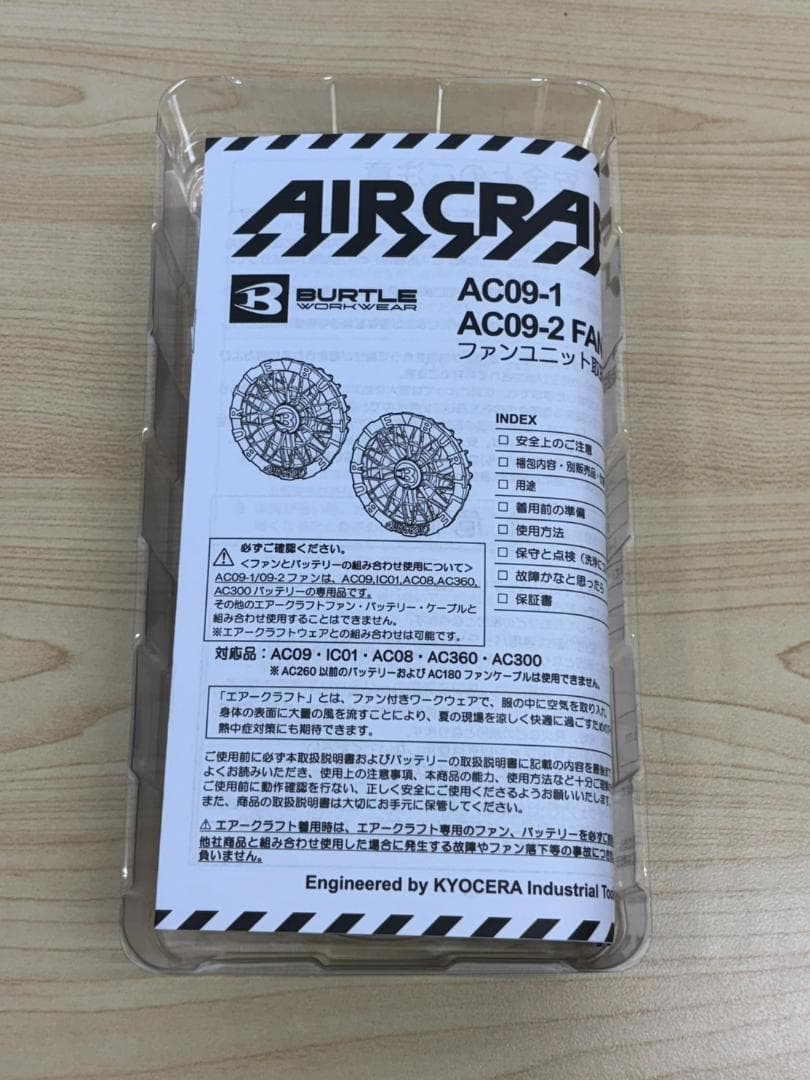 AIRCRA
BURTLE
WORKWEAR
AC09-1
AC09-2 FAN
ファンユニット取
INDEX
□ 安全上のご注意
□ 梱包内容・別販売品・
□ 用途
□ 着用前の準備
□ 使用方法
□ 保守と点検（洗浄につ
□ 故障かなと思ったら
□ 保証書
必ずご確認ください。
＜ファンとバッテリーの組み合わせ使用について＞
AC09-1/09-2 ファンは、AC09,IC01,AC08,AC360,
AC300 バッテリーの専用品です。
その他のエアークラフトファン・バッテリー・ケーブルと
組み合わせ使用することはできません。
※エアークラフトウェアとの組み合わせは可能です。
対応品：AC09・IC01・AC08・AC360・AC300
※ AC260 以前のバッテリーおよび AC180 ファンケーブルは使用できません。
「エアークラフト」とは、ファン付きワークウェアで、服の中に空気を取り入れ、
身体の表面に大量の風を流すことにより、夏の現場を涼しく快適に過ごすための
熱中症対策にも期待できます。
ご使用前に必ず本取扱説明書およびバッテリーの取扱説明書に記載の内容を最後ま
よくお読みいただき、使用上の注意事項、本商品の能力、使用方法など十分ご理解の
ご使用前に動作確認を行ない、正しく安全にご使用くださるようお願いいたします。
また、商品の取扱説明書は大切にお手元に保管してください。
⚠ エアークラフト着用時は、エアークラフト専用のファン、バッテリーを必ずご
他社商品と組み合わせ使用した場合に発生する故障やファン落下等の事故につき
負いません。
Engineered by KYOCERA Industrial Too